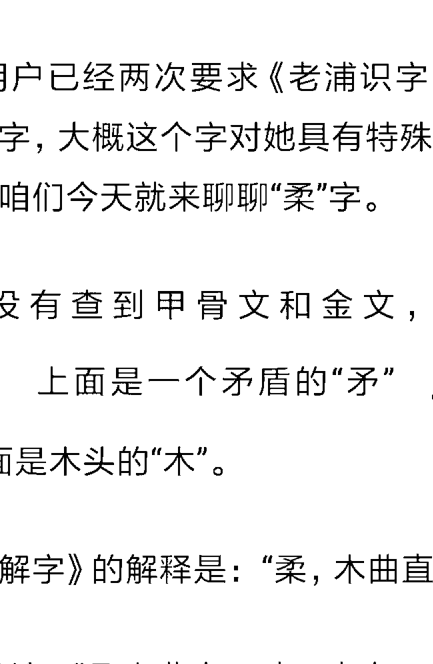 用户已经两次要求《老浦识字
字，大概这个字对她具有特殊
咱们今天就来聊聊“柔”字。
没有查到甲骨文和金文，
上面是一个矛盾的“矛”
面是木头的“木”。
解字》的解释是：“柔，木曲直